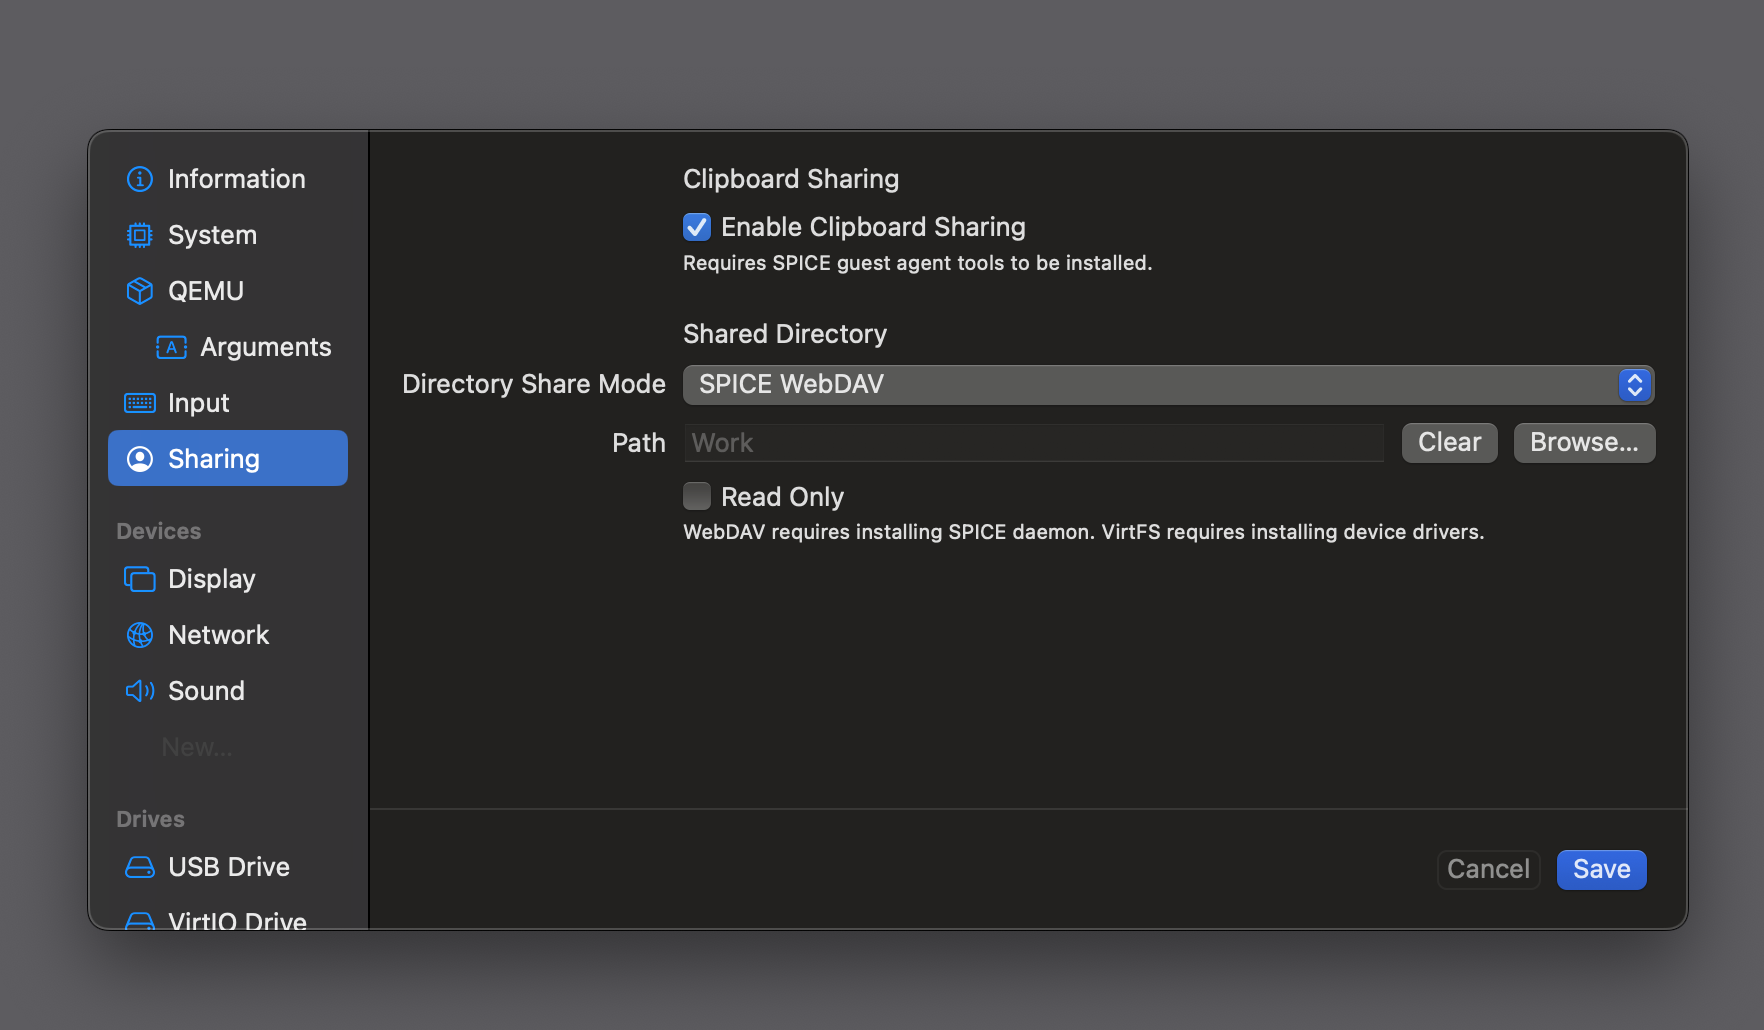 Information
System
QEMU
Arguments
Input
Sharing
Devices
Display
Network
Sound
New...
Drives
USB Drive
VirtIO Drive
Clipboard Sharing
Enable Clipboard Sharing
Requires SPICE guest agent tools to be installed.
Shared Directory
Directory Share Mode SPICE WebDAV
Path Work Clear Browse...
Read Only
WebDAV requires installing SPICE daemon. VirtFS requires installing device drivers.
Cancel Save